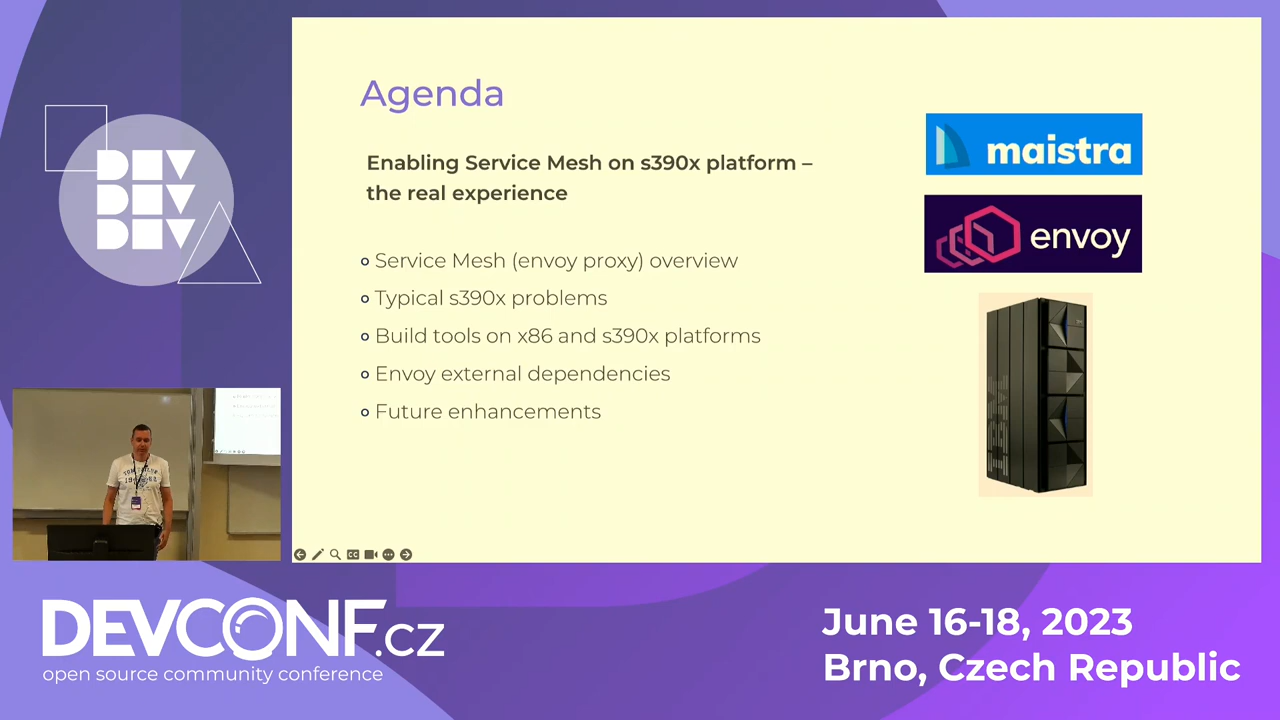 Agenda
Enabling Service Mesh on s390x platform –
the real experience
Service Mesh (envoy proxy) overview
Typical s390x problems
Build tools on x86 and s390x platforms
Envoy external dependencies
Future enhancements
maistra
envoy
IBM
DEV
DEV
DEV
CC
DEVCONF.cz
open source community conference
June 16-18, 2023
Brno, Czech Republic